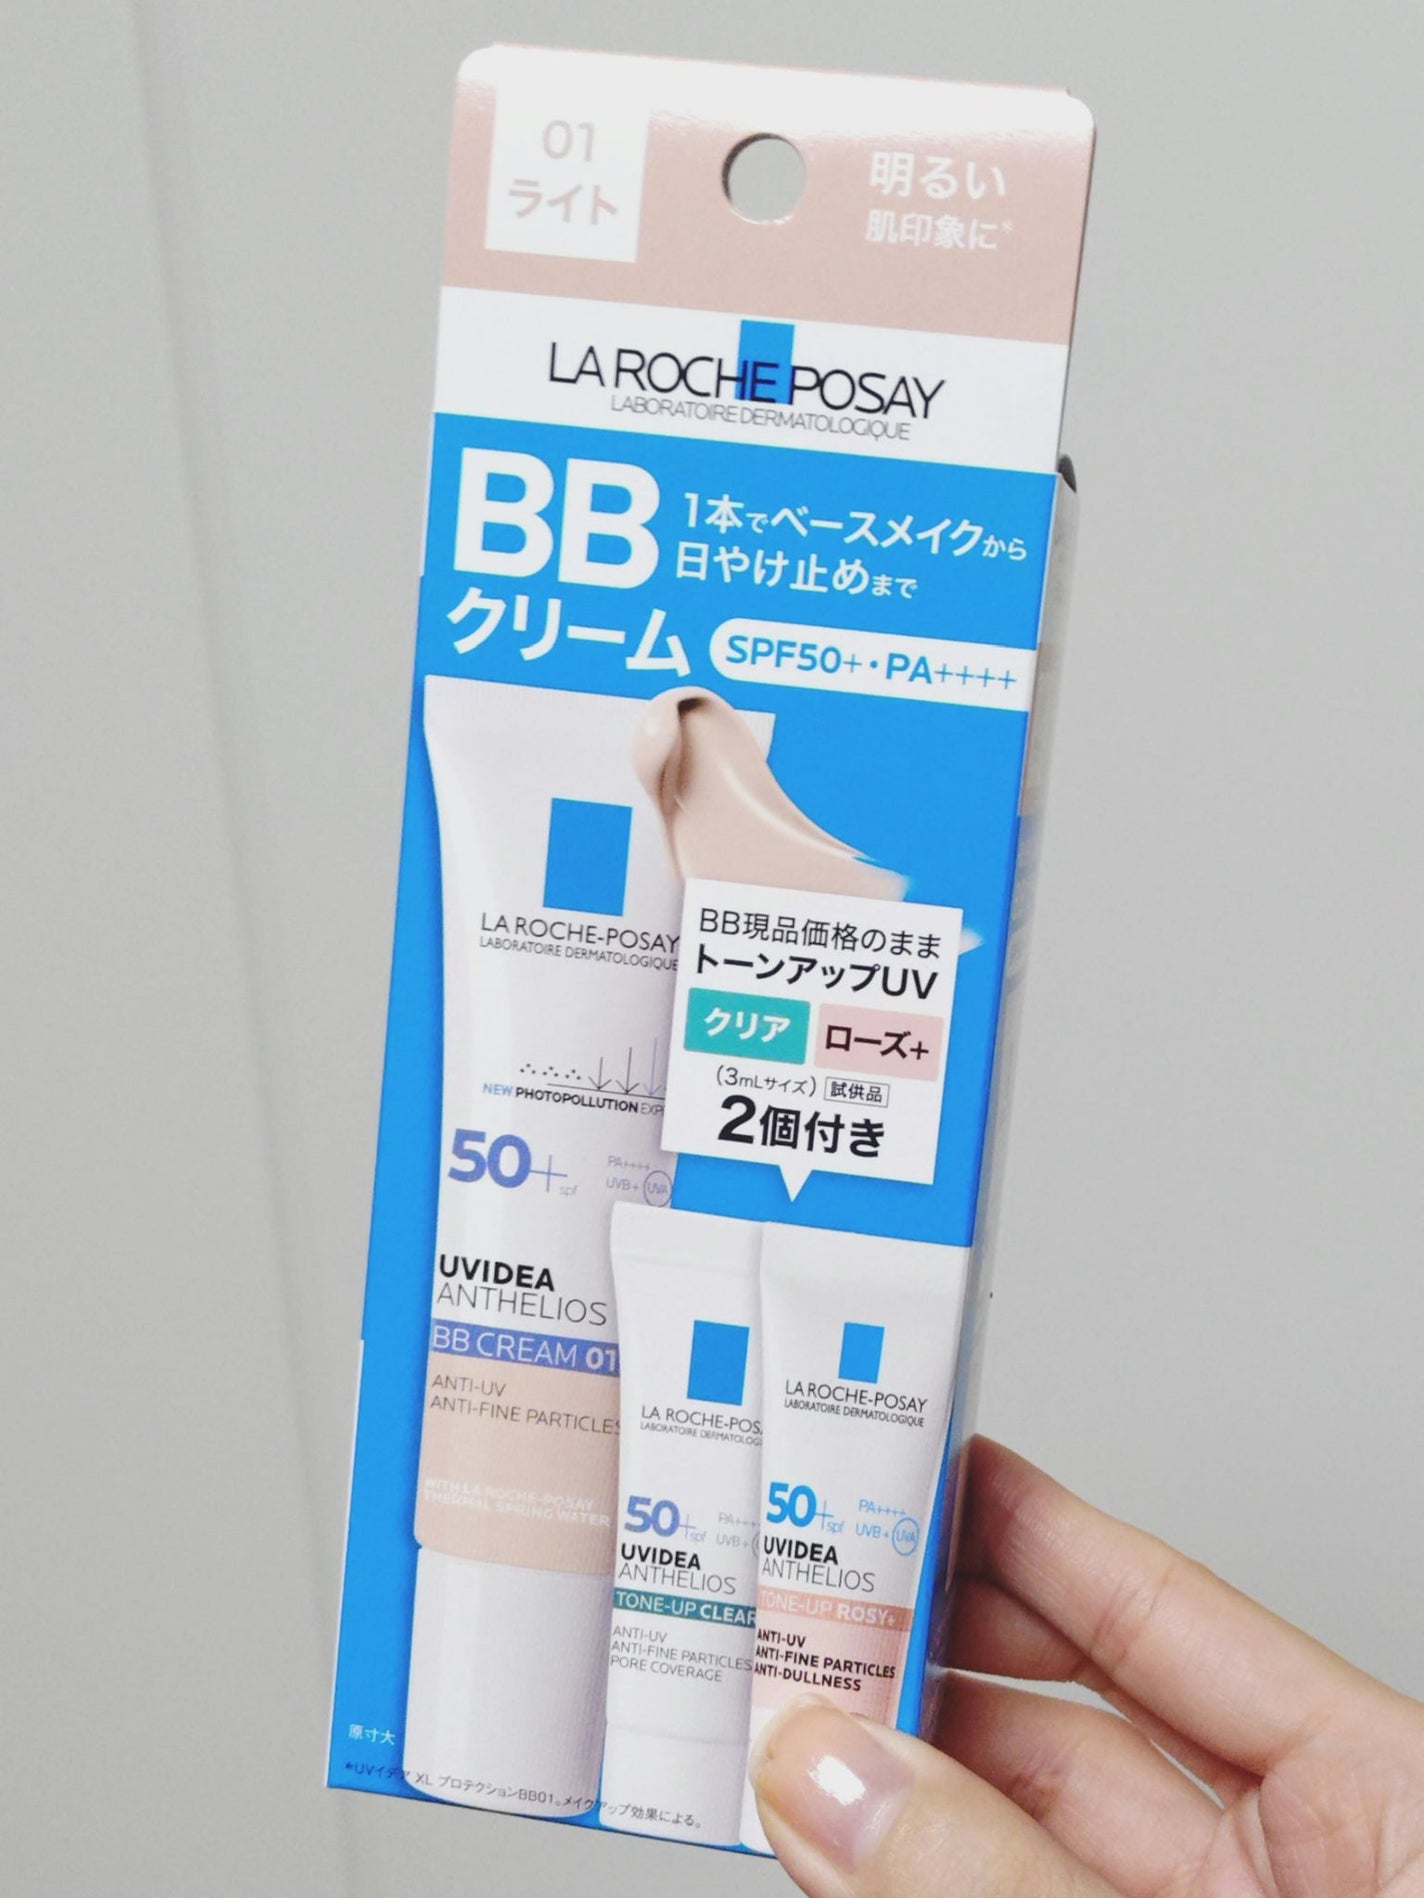 01
ライト
明るい
肌印象に*
LA ROCHE POSAY
LABORATOIRE DERMATOLOGIQUE
BB
クリーム
1本でベースメイクから
日やけ止めまで
SPF50+・PA++++
LA ROCHE-POSAY
LABORATOIRE DERMATOLOGIQUE
NEW PHOTOPOLLUTION
50+
spf
PA++++
UVB+ UVA
UVIDEA
ANTHELIOS
BB CREAM 01
ANTI-UV
ANTI-FINE PARTICLES
WITH LA ROCHE-POSAY
THERMAL SPRING WATER
BB現品価格のまま
トーンアップUV
クリア
ローズ+
(3mLサイズ) 試供品
2個付き
LA ROCHE-POS
LABORATOIRE DERMATOLOG
50+
spf
PA+++
UVB+
UVIDEA
ANTHELIOS
TONE-UP CLEAR
ANTI-UV
ANTI-FINE PARTICLES
PORE COVERAGE
LA ROCHE-POSAY
LABORATOIRE DERMATOLOGIQUE
50+
spf
PA++++
UVB+ UVA
UVIDEA
ANTHELIOS
TONE-UP ROSY+
ANTI-UV
ANTI-FINE PARTICLES
ANTI-DULLNESS
原寸大
*UVイデア XL プロテクションBB01。メイクアップ効果による。